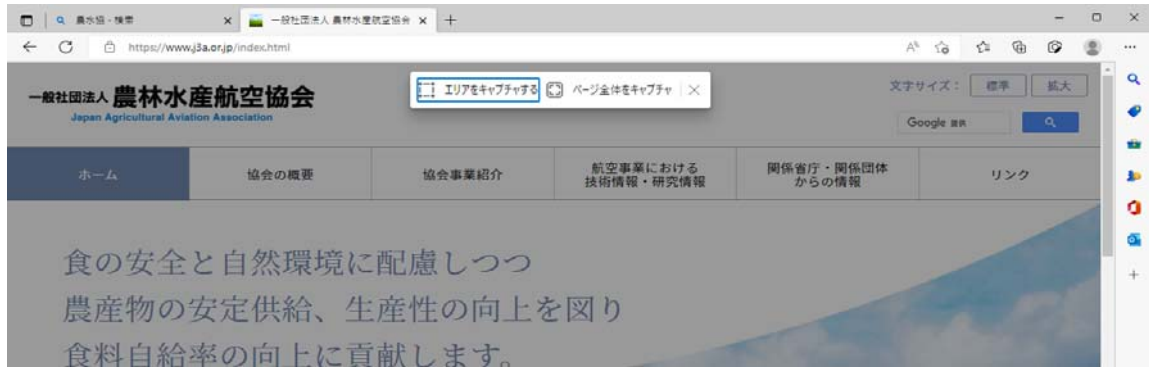 農水協 - 検索
一般社団法人 農林水産航空協会
https://www.j3a.or.jp/index.html
エリアをキャプチャする
ページ全体をキャプチャ
一般社団法人 農林水産航空協会
Japan Agricultural Aviation Association
文字サイズ：
標準
拡大
Google 提供
ホーム
協会の概要
協会事業紹介
航空事業における
技術情報・研究情報
関係省庁・関係団体
からの情報
リンク
食の安全と自然環境に配慮しつつ
農産物の安定供給、生産性の向上を図り
食料自給率の向上に貢献します。